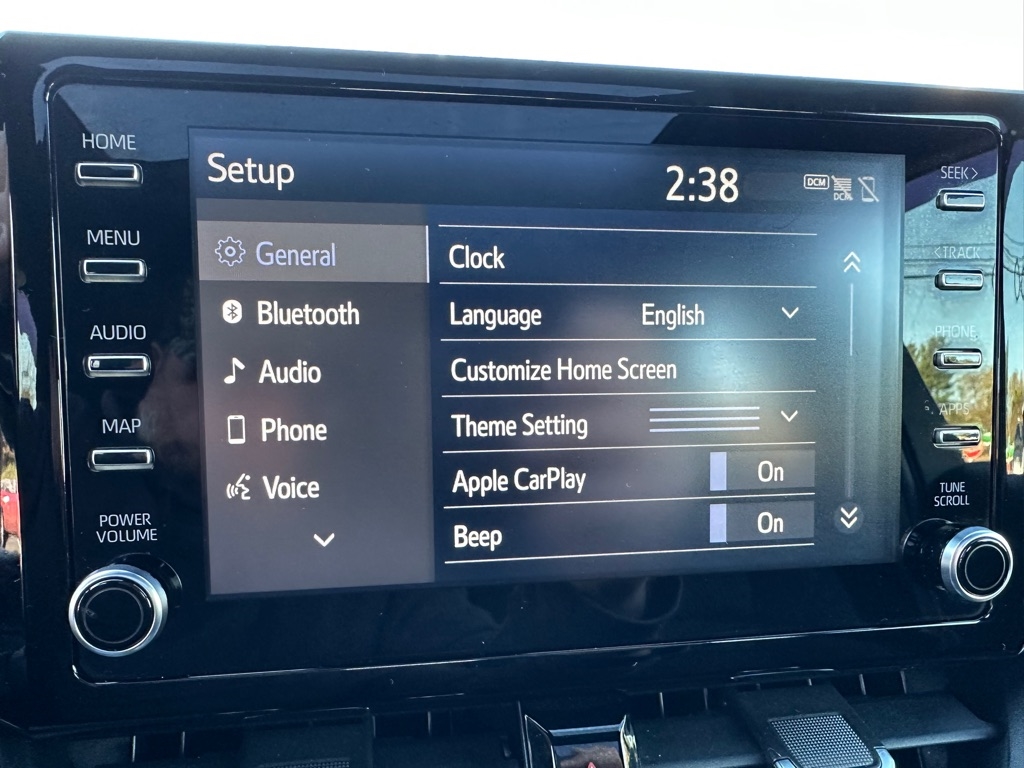 HOME
MENU
AUDIO
MAP
POWER
VOLUME
Setup
2:38
DCM
DCM
General
Bluetooth
Audio
Phone
Voice
Clock
Language English
Customize Home Screen
Theme Setting
Apple CarPlay On
Beep On
SEEK >
< TRACK
PHONE
APPS
TUNE
SCROLL